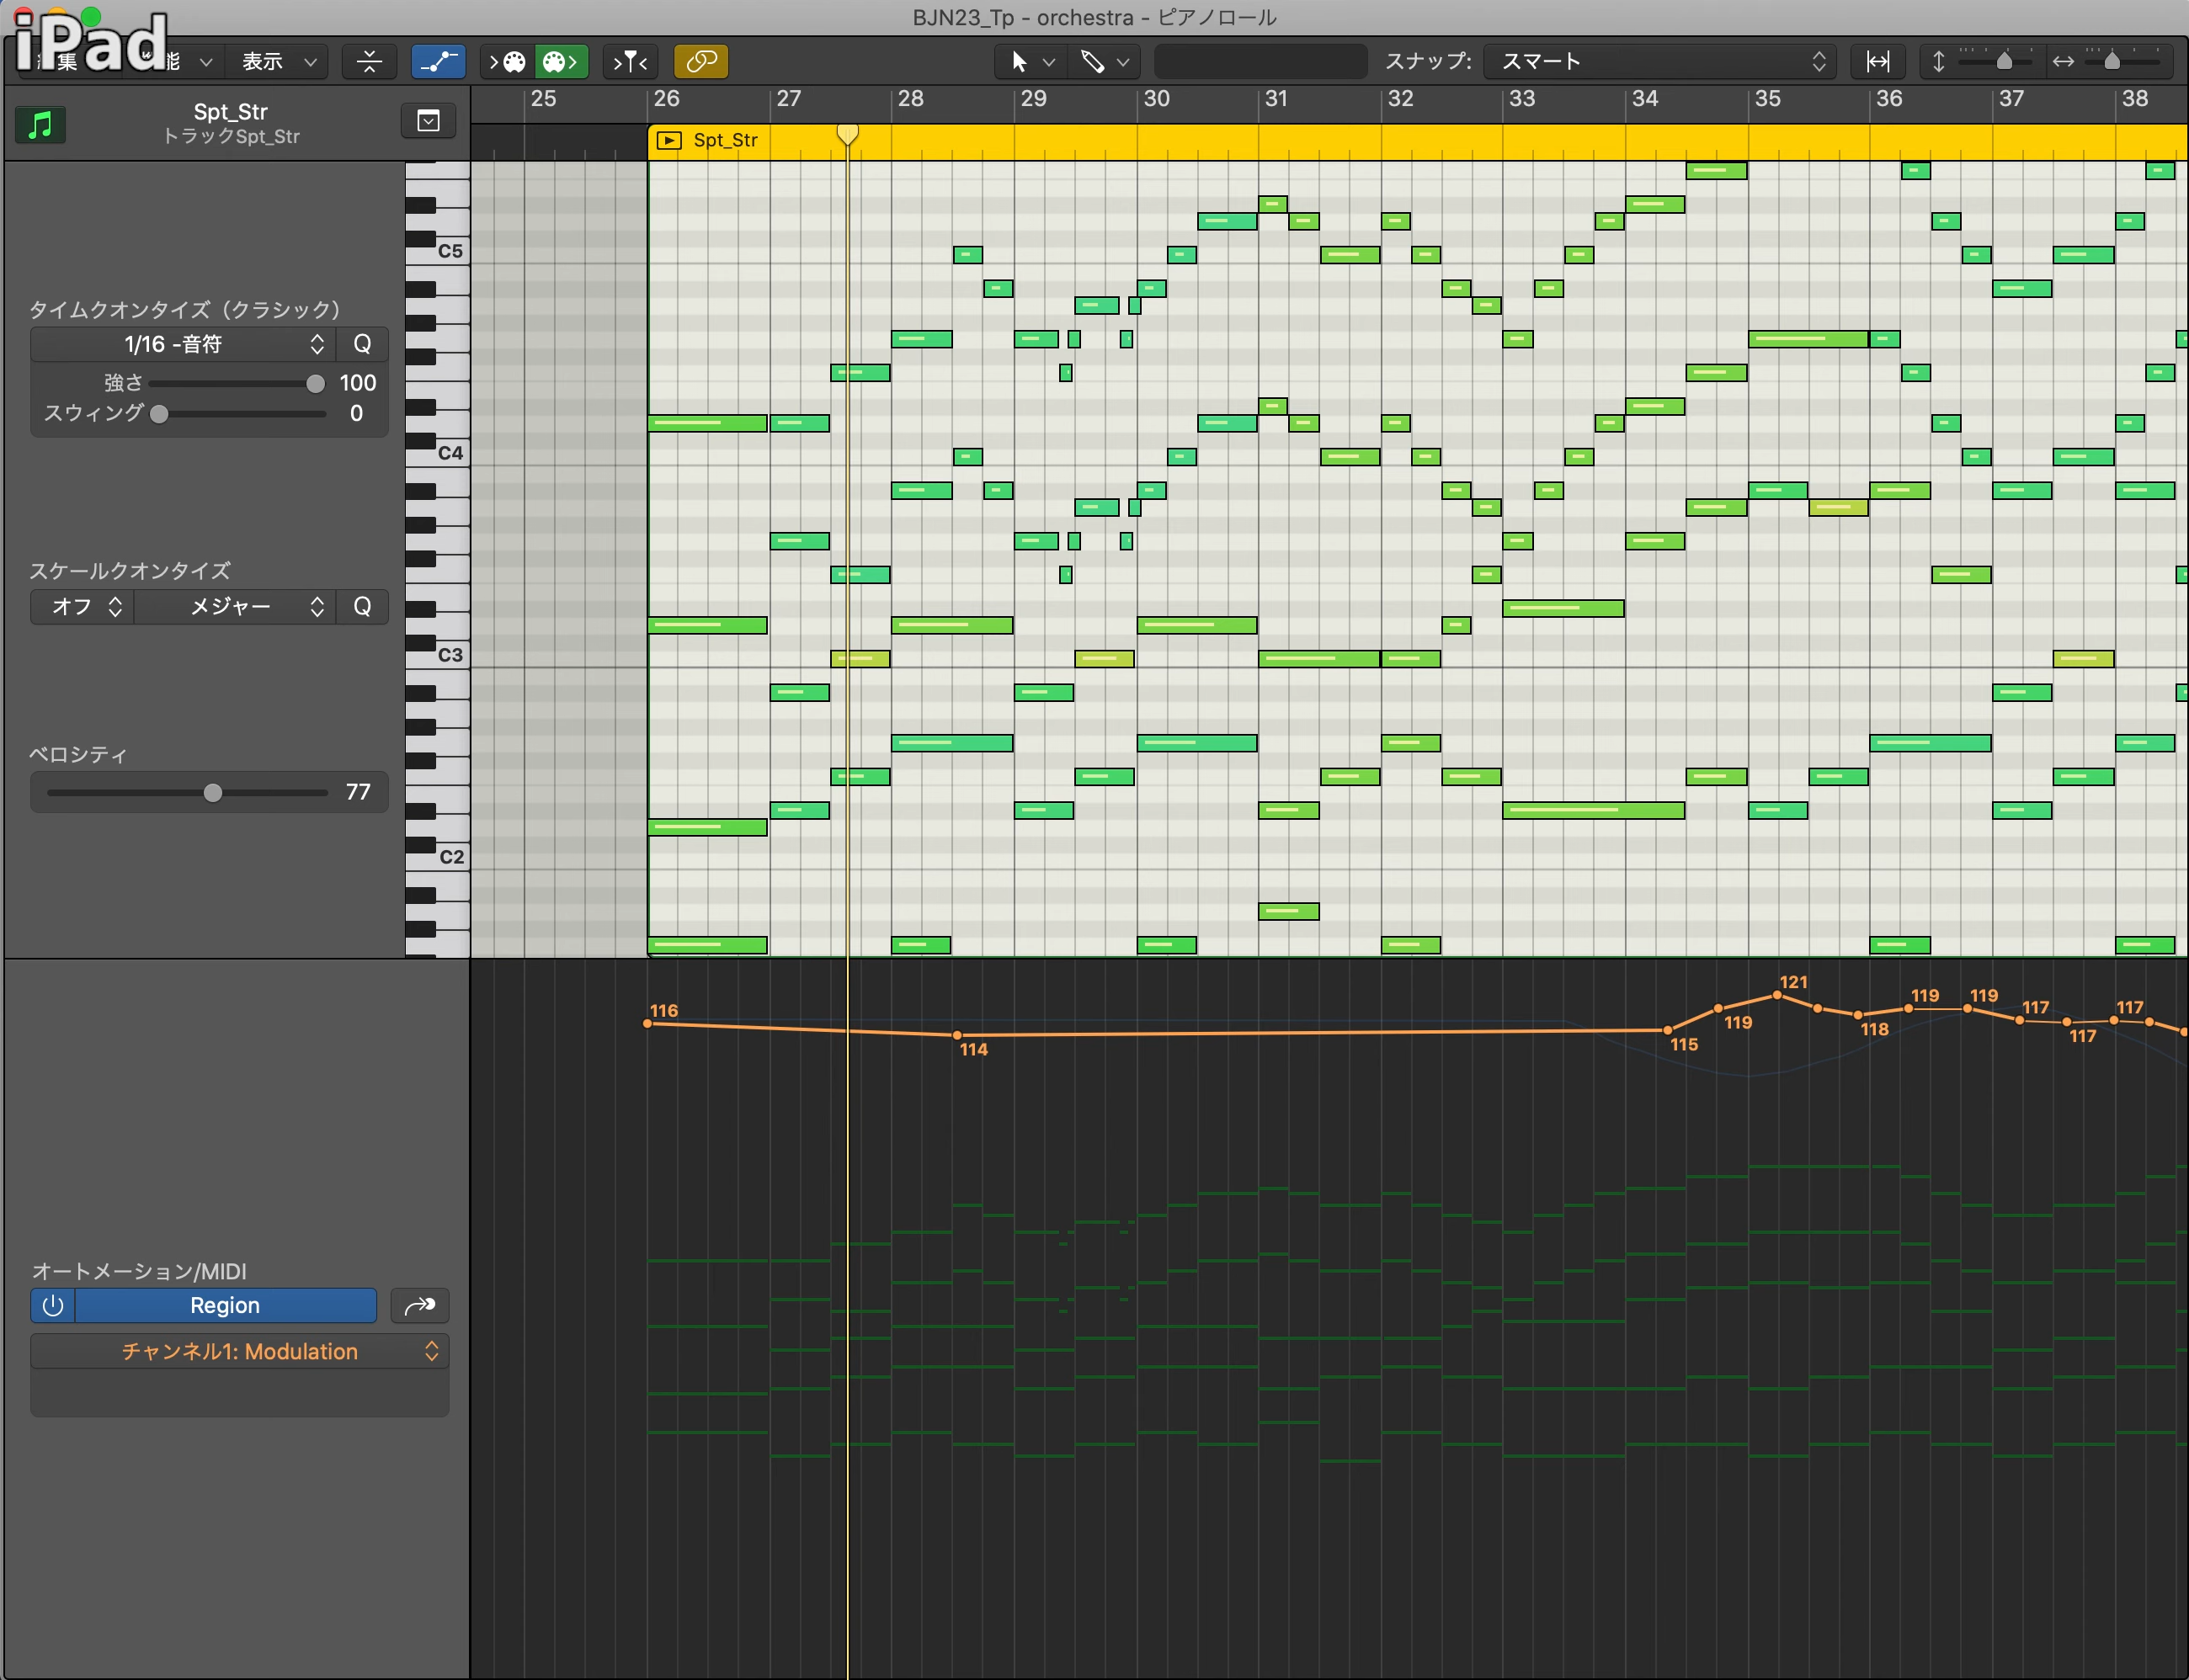 BJN23_Tp - orchestra - ピアノロール
iPad
編集 能 表示
スナップ: スマート
Spt_Str
トラックSpt_Str
25 26 27 28 29 30 31 32 33 34 35 36 37 38
Spt_Str
C5
タイムクオンタイズ（クラシック）
1/16 -音符 Q
強さ 100
スウィング 0
C4
スケールクオンタイズ
オフ メジャー Q
C3
ベロシティ
77
C2
116 114 115 119 121 118 119 119 117 117 117
オートメーション/MIDI
Region
チャンネル1: Modulation